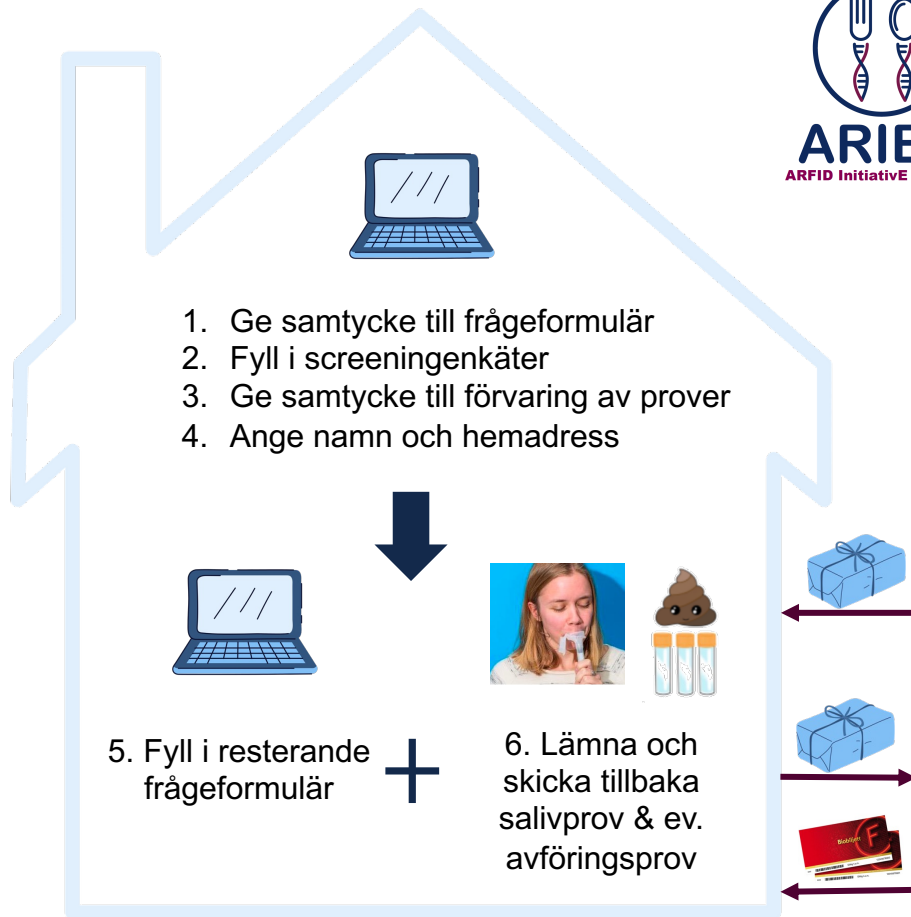 ARFID InitiativE
1. Ge samtycke till frågeformulär
2. Fyll i screeningenkäter
3. Ge samtycke till förvaring av prover
4. Ange namn och hemadress
5. Fyll i resterande
frågeformulär
6. Lämna och
skicka tillbaka
salivprov & ev.
avföringsprov
Biobiljett
F